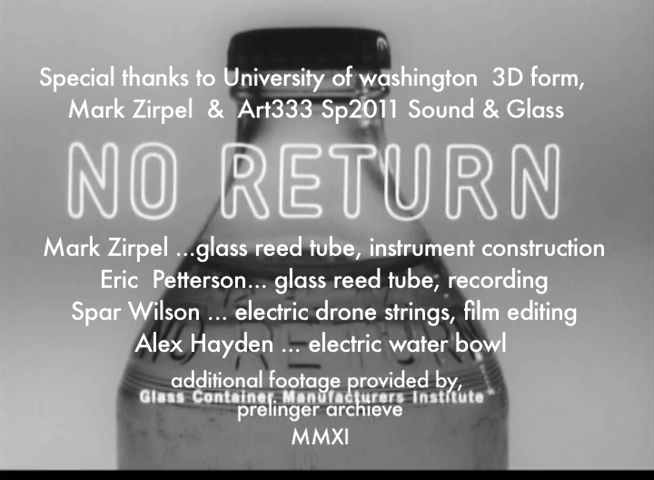 Special thanks to University of washington 3D form,
Mark Zirpel & Art333 Sp2011 Sound & Glass
NO RETURN
Mark Zirpel ...glass reed tube, instrument construction
Eric Petterson... glass reed tube, recording
Spar Wilson ... electric drone strings, film editing
NO RETURN
Alex Hayden ... electric water bowl
additional footage provided by,
Glass Container Manufacturers Institute
prelinger archieve
MMXI